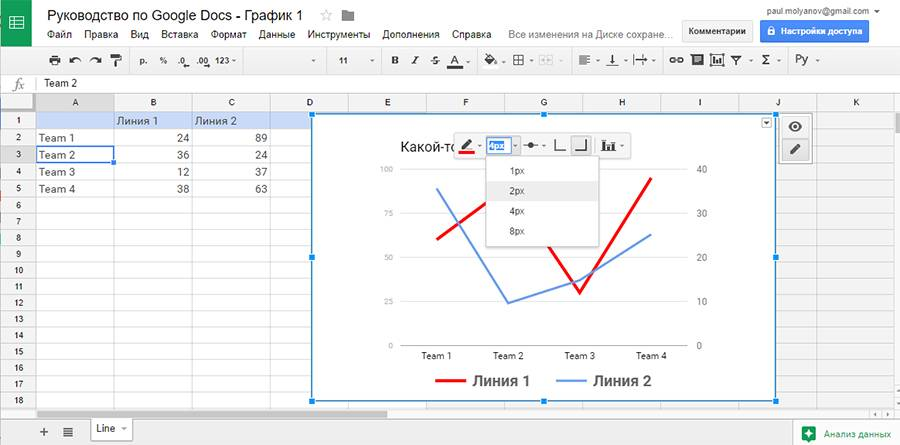 Руководство по Google Docs - График 1
paul.molyanov@gmail.com
Файл Правка Вид Вставка Формат Данные Инструменты Дополнения Справка Все изменения на Диске сохране...
Комментарии Настройки доступа
р. % .0 .00 123 11 B I S A Ру
fx Team 2
A B C D E F G H I J K
1 Линия 1 Линия 2
2 Team 1 24 89
3 Team 2 36 24
4 Team 3 12 37
5 Team 4 38 63
6
7
8
9
10
11
12
13
14
15
16
17
18
Какой-то
4px
1px
2px
4px
8px
100 40
75 30
50 20
25 10
0 0
Team 1 Team 2 Team 3 Team 4
Линия 1 Линия 2
Line
Анализ данных